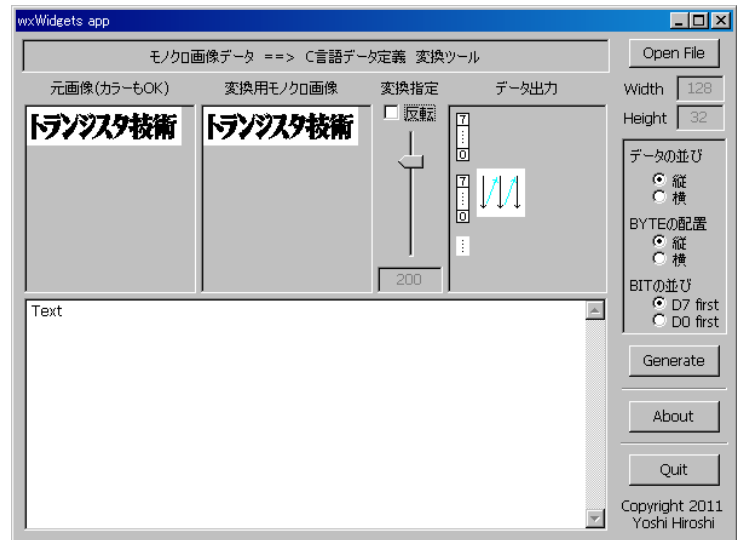 wxWidgets app
モノクロ画像データ ==> C言語データ定義 変換ツール
Open File
元画像(カラーもOK)
変換用モノクロ画像
変換指定
データ出力
Width 128
Height 32
トランジスタ技術
トランジスタ技術
反転
7
0
7
0
200
データの並び
縦
横
BYTEの配置
縦
横
BITの並び
D7 first
D0 first
Text
Generate
About
Quit
Copyright 2011
Yoshi Hiroshi